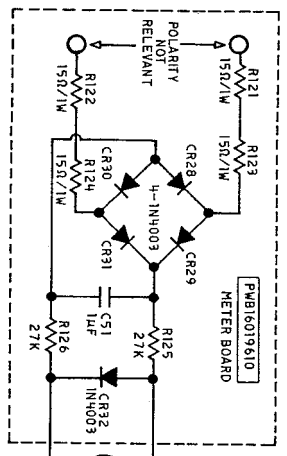 POLARITY
NOT
RELEVANT
R122
15Ω/1W
R121
15Ω/1W
R124
15Ω/1W
R123
15Ω/1W
CR30
CR28
4-1N4003
CR31
CR29
PWB16019610
METER BOARD
C51
1µF
R126
27K
R125
27K
CR32
1N4003